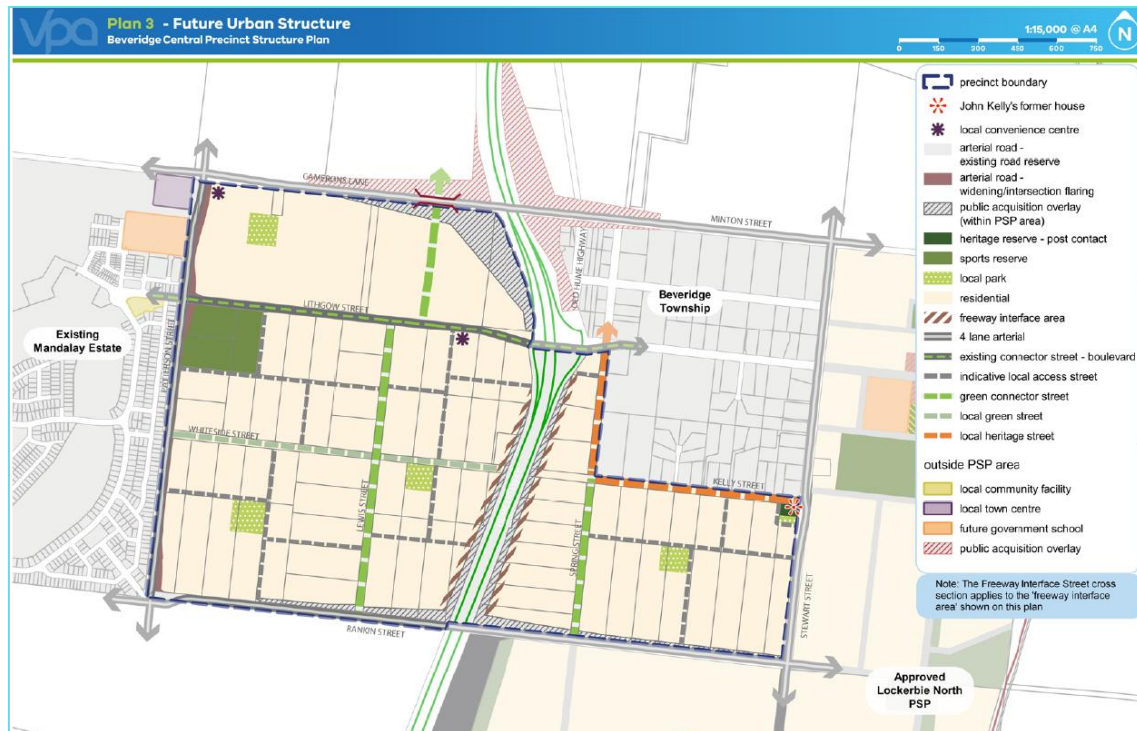 vpa
Plan 3 - Future Urban Structure
Beveridge Central Precinct Structure Plan
1:15,000 @ A4
0 150 300 450 600 750
N
precinct boundary
John Kelly's former house
local convenience centre
arterial road -
existing road reserve
arterial road -
widening/intersection flaring
public acquisition overlay
(within PSP area)
heritage reserve - post contact
sports reserve
local park
residential
freeway interface area
4 lane arterial
existing connector street - boulevard
indicative local access street
green connector street
local green street
local heritage street
outside PSP area
local community facility
local town centre
future government school
public acquisition overlay
Note: The Freeway Interface Street cross
section applies to the 'freeway interface
area' shown on this plan
CAMERONS LANE
MINTON STREET
OLD HUME HIGHWAY
Beveridge
Township
LITHGOW STREET
Existing
Mandalay Estate
PATTERSON STREET
WHITESIDE STREET
KELLY STREET
LEWIS STREET
SPRING STREET
STEWART STREET
RANKIN STREET
Approved
Lockerbie North
PSP